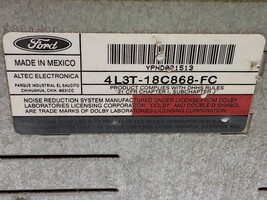 Ford
MADE IN MEXICO
YPND021513
ALTEC ELECTRONICA
4L3T-18C868-FC
PARQUE INDUSTRIAL EL SAUCITO
CHIHUAHUA, CHIH. MEXICO
PRODUCT COMPLIES WITH DHHS RULES
21 CFR CHAPTER I, SUBCHAPTER J
NOISE REDUCTION SYSTEM MANUFACTURED UNDER LICENSE FROM DOLBY
LABORATORIES LICENSING CORPORATION. "DOLBY" AND DOUBLE D SYMBOL
ARE TRADE MARKS OF DOLBY LABORATORIES LICENSING CORPORATION